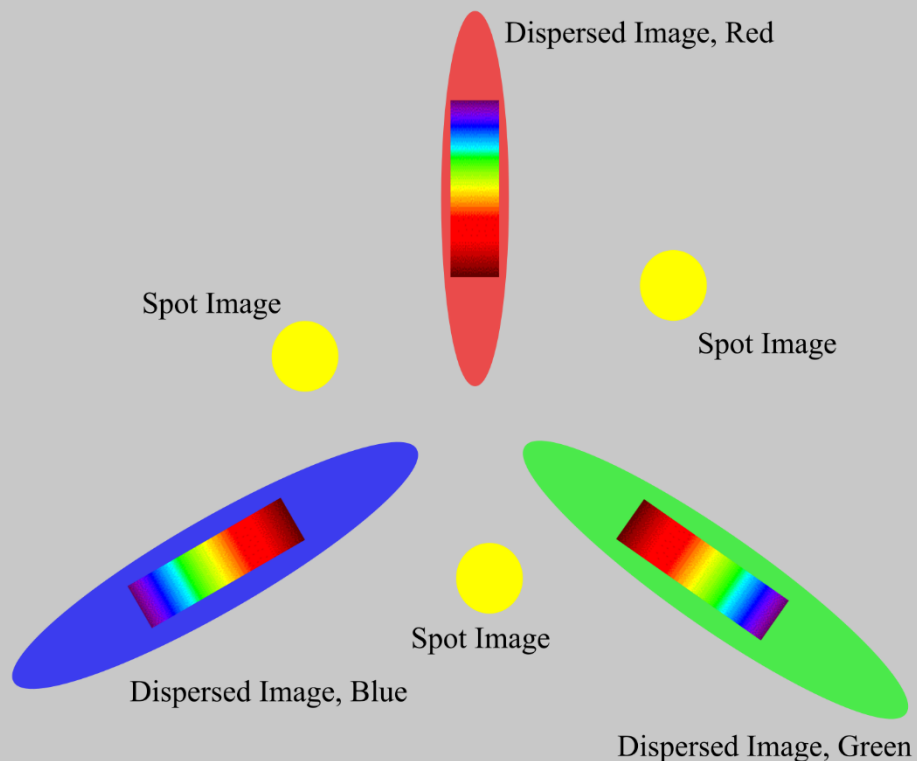 Dispersed Image, Red
Spot Image
Spot Image
Spot Image
Dispersed Image, Blue
Dispersed Image, Green